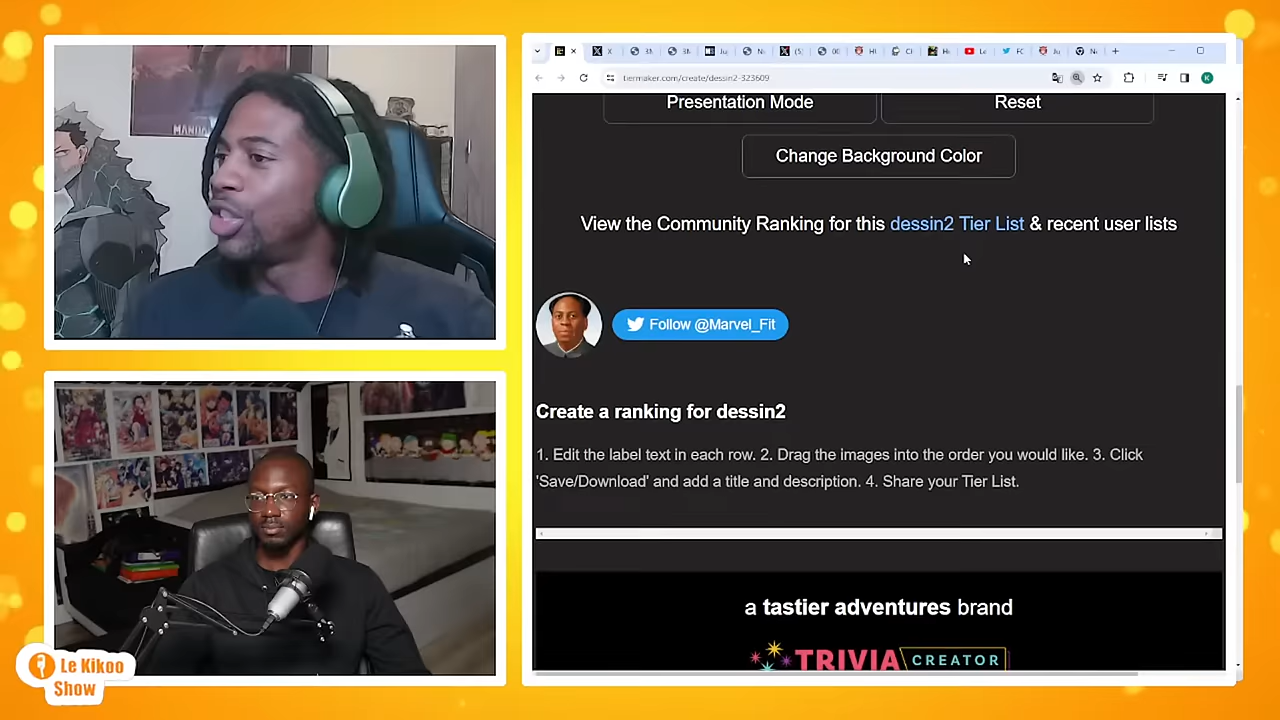 MAN
Le Kikoo
Show
tiermaker.com/create/dessin2-323609
K
Presentation Mode
Reset
Change Background Color
View the Community Ranking for this dessin2 Tier List & recent user lists
Follow @Marvel_Fit
Create a ranking for dessin2
1. Edit the label text in each row. 2. Drag the images into the order you would like. 3. Click
'Save/Download' and add a title and description. 4. Share your Tier List.
a tastier adventures brand
TRIVIA CREATOR